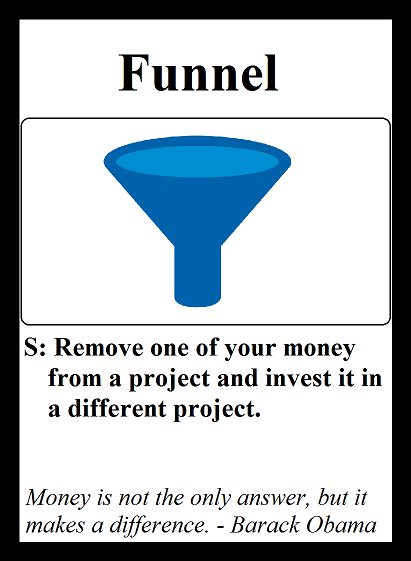 Funnel
S: Remove one of your money
from a project and invest it in
a different project.
Money is not the only answer, but it
makes a difference. - Barack Obama